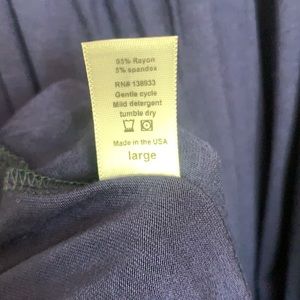 95% Rayon
5% spandex
RN# 138933
Gentle cycle
Mild detergent
tumble dry
Made in the USA
large